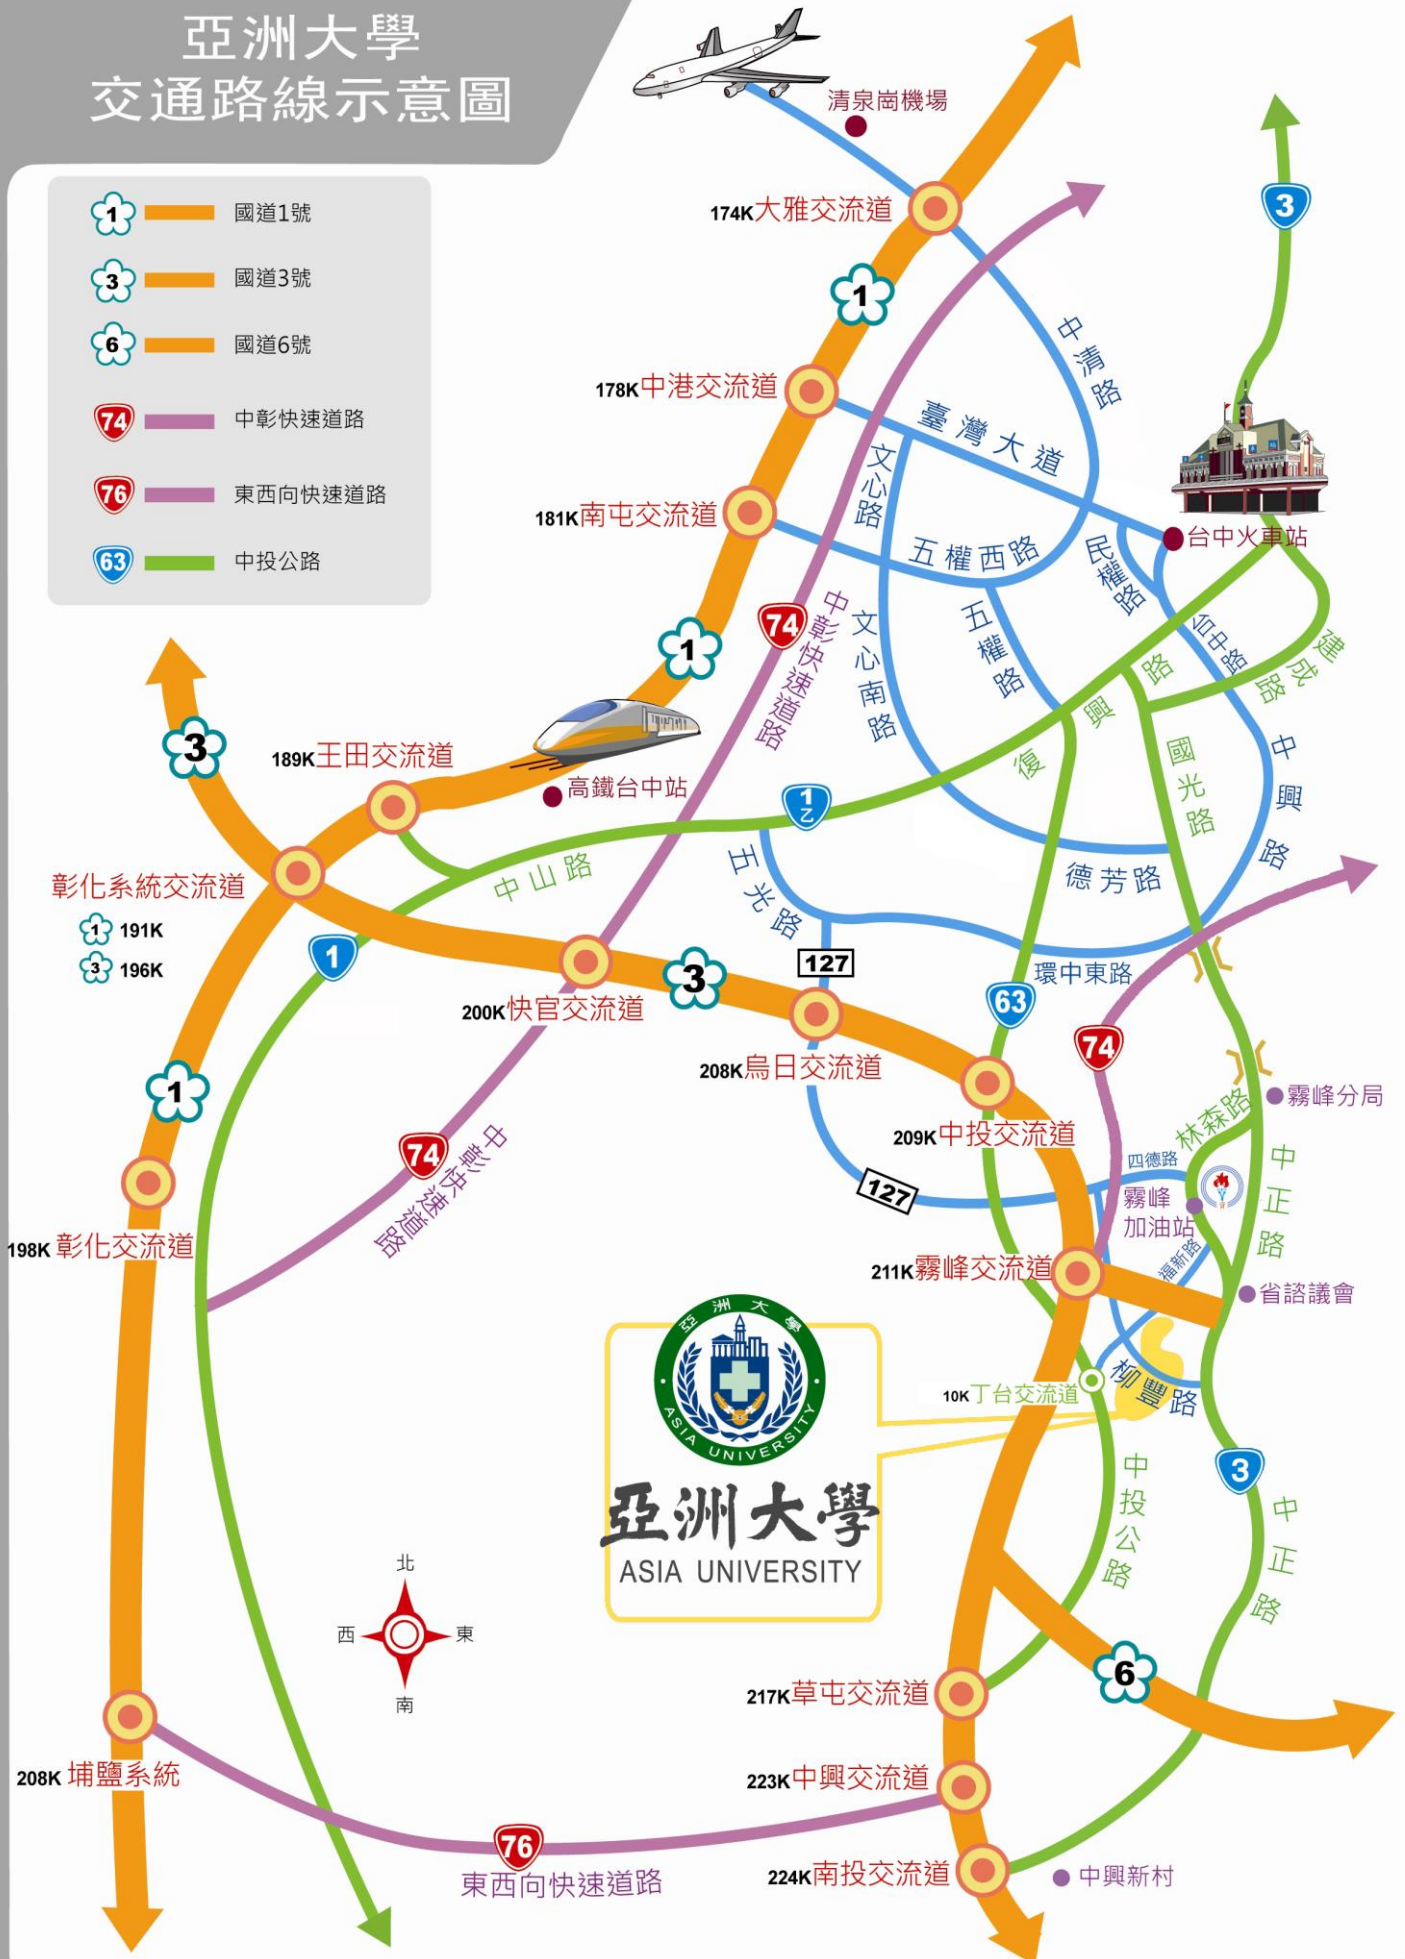 亞洲大學
交通路線示意圖
1 國道1號
3 國道3號
6 國道6號
74 中彰快速道路
76 東西向快速道路
63 中投公路
清泉崗機場
3
174K大雅交流道
1
中清路
178K中港交流道
臺灣大道
文心路
181K南屯交流道
五權西路
民權路
台中火車站
74
中彰快速道路
文心南路
五權路
台中路
建成路
1
復興路
3
189K王田交流道
高鐵台中站
國光路
中興路
1乙
中山路
五光路
德芳路
彰化系統交流道
1 191K
3 196K
1
127
環中東路
200K快官交流道
3
63
74
208K烏日交流道
1
霧峰分局
林森路
209K中投交流道
74
中彰快速道路
四德路
中正路
127
霧峰
加油站
198K 彰化交流道
福新路
211K霧峰交流道
省諮議會
亞洲大學
ASIA UNIVERSITY
10K丁台交流道
柳豐路
亞洲大學
ASIA UNIVERSITY
中投公路
3
中正路
北
西 東
南
6
217K草屯交流道
208K 埔鹽系統
223K中興交流道
76
東西向快速道路
224K南投交流道
中興新村